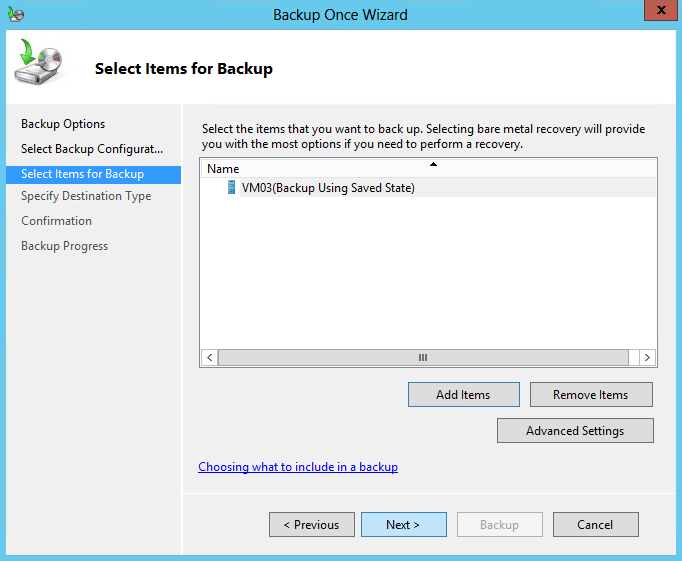 Backup Once Wizard
x
Select Items for Backup
Backup Options
Select Backup Configurat...
Select Items for Backup
Specify Destination Type
Confirmation
Backup Progress
Select the items that you want to back up. Selecting bare metal recovery will provide
you with the most options if you need to perform a recovery.
Name
VM03(Backup Using Saved State)
Add Items
Remove Items
Advanced Settings
Choosing what to include in a backup
< Previous
Next >
Backup
Cancel